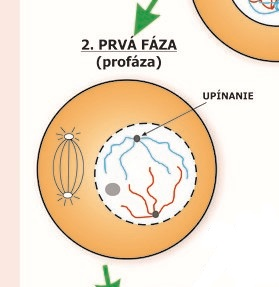 2. PRVÁ FÁZA
(profáza)
UPÍNANIE